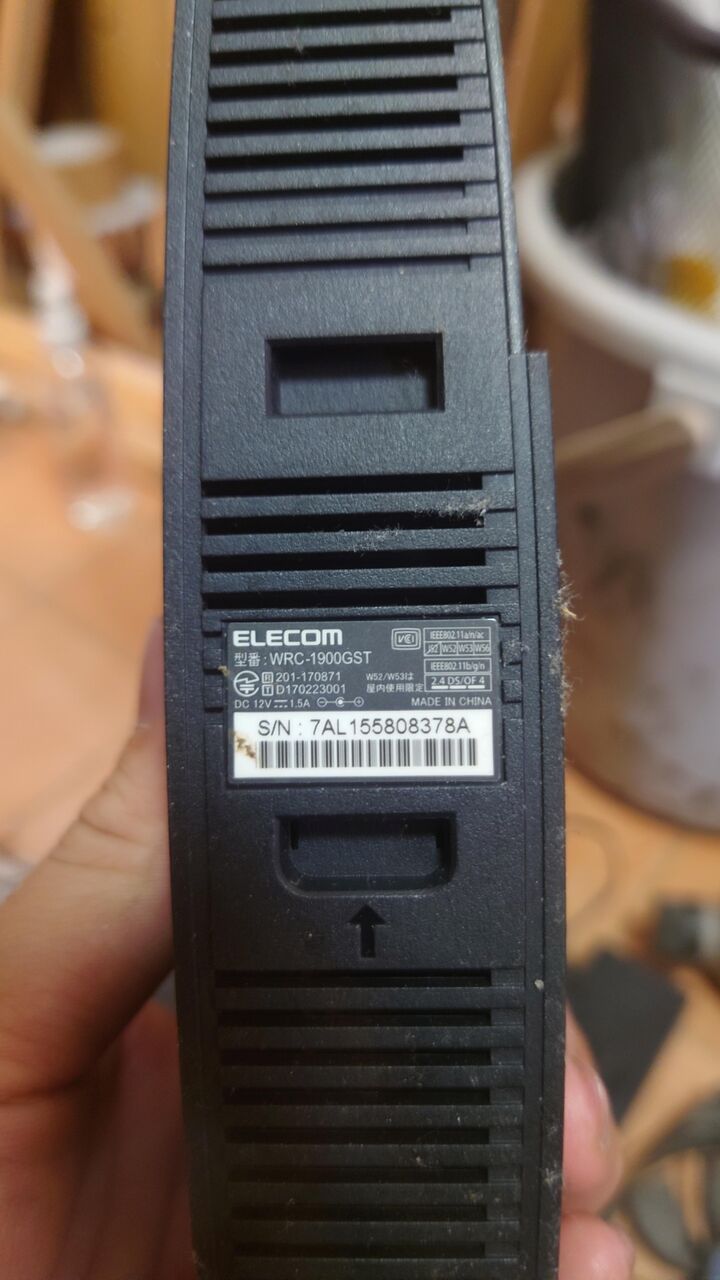 ELECOM
型番 : WRC-1900GST
VCCI
IEEE802.11a/n/ac
J52 W52 W53 W56
IEEE802.11b/g/n
2.4 DS/OF 4
R 201-170871
T D170223001
W52/W53は
屋内使用限定
DC 12V 1.5A
MADE IN CHINA
S/N : 7AL155808378A